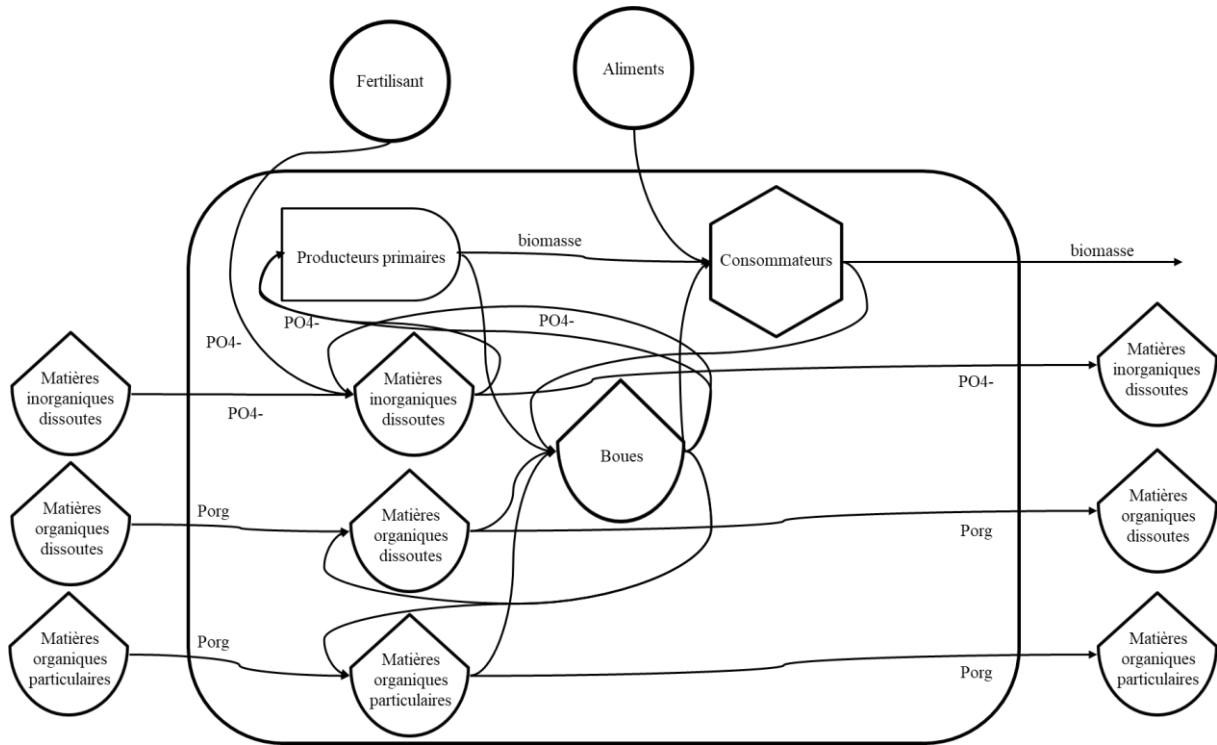 Fertilisant
Aliments
Producteurs primaires
biomasse
Consommateurs
biomasse
PO4-
PO4-
PO4-
Matières
inorganiques
dissoutes
PO4-
Matières
inorganiques
dissoutes
PO4-
Matières
inorganiques
dissoutes
Boues
Matières
organiques
dissoutes
Porg
Matières
organiques
dissoutes
Porg
Matières
organiques
dissoutes
Matières
organiques
particulaires
Porg
Matières
organiques
particulaires
Porg
Matières
organiques
particulaires